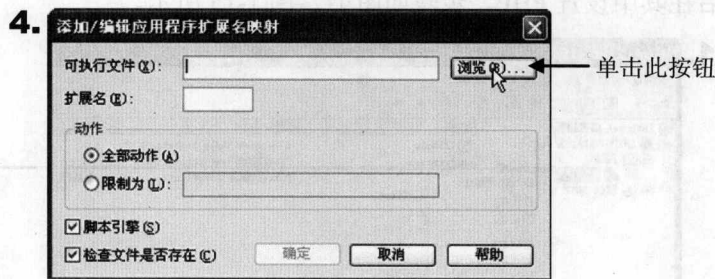 4.
添加/编辑应用程序扩展名映射
可执行文件(X): 浏览(R)...
单击此按钮
扩展名(E):
动作
全部动作(A)
限制为(L):
脚本引擎(S)
检查文件是否存在(C) 确定 取消 帮助